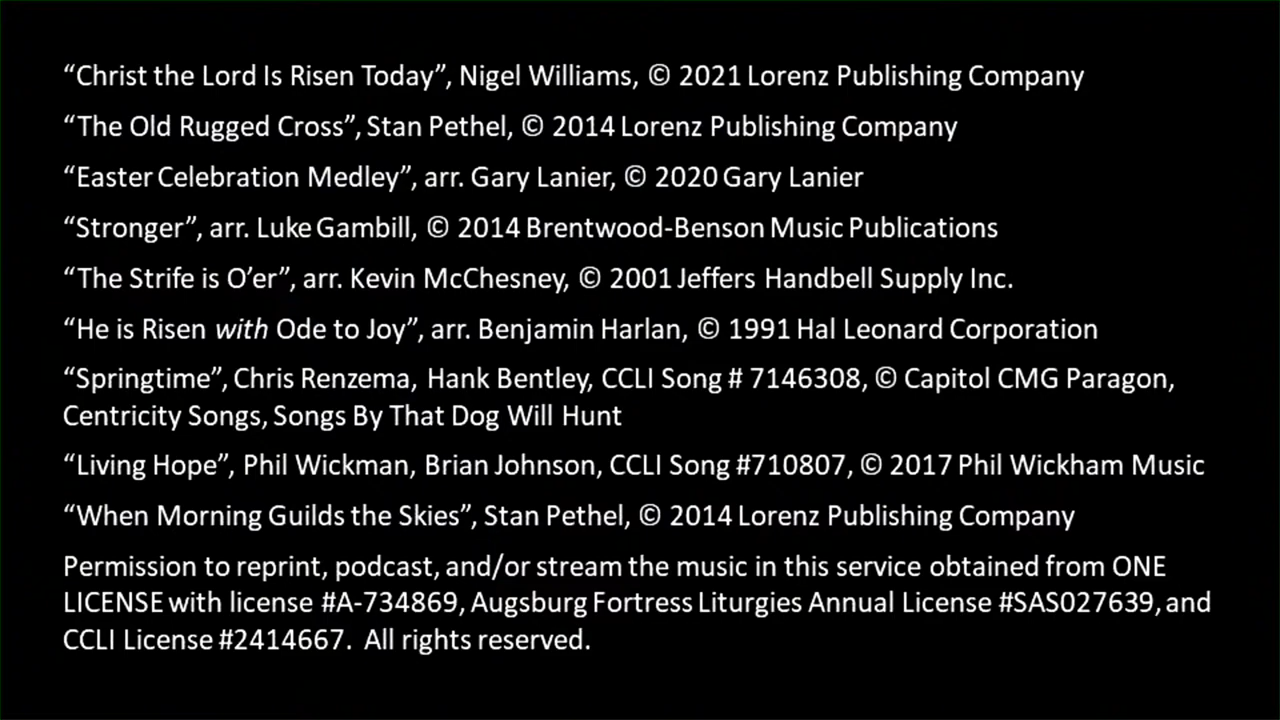 “Christ the Lord Is Risen Today”, Nigel Williams, © 2021 Lorenz Publishing Company
“The Old Rugged Cross”, Stan Pethel, © 2014 Lorenz Publishing Company
“Easter Celebration Medley”, arr. Gary Lanier, © 2020 Gary Lanier
“Stronger”, arr. Luke Gambill, © 2014 Brentwood-Benson Music Publications
“The Strife is O’er”, arr. Kevin McChesney, © 2001 Jeffers Handbell Supply Inc.
“He is Risen with Ode to Joy”, arr. Benjamin Harlan, © 1991 Hal Leonard Corporation
“Springtime”, Chris Renzema, Hank Bentley, CCLI Song # 7146308, © Capitol CMG Paragon,
Centricity Songs, Songs By That Dog Will Hunt
“Living Hope”, Phil Wickman, Brian Johnson, CCLI Song #710807, © 2017 Phil Wickham Music
“When Morning Guilds the Skies”, Stan Pethel, © 2014 Lorenz Publishing Company
Permission to reprint, podcast, and/or stream the music in this service obtained from ONE
LICENSE with license #A-734869, Augsburg Fortress Liturgies Annual License #SAS027639, and
CCLI License #2414667.  All rights reserved.